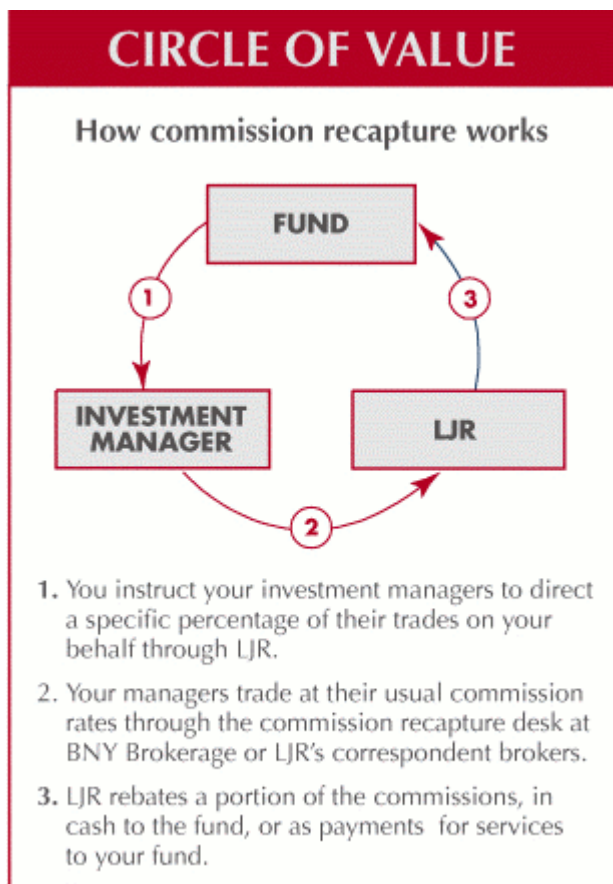 CIRCLE OF VALUE
How commission recapture works
FUND
1
3
INVESTMENT
MANAGER
LJR
2
1. You instruct your investment managers to direct
a specific percentage of their trades on your
behalf through LJR.
2. Your managers trade at their usual commission
rates through the commission recapture desk at
BNY Brokerage or LJR's correspondent brokers.
3. LJR rebates a portion of the commissions, in
cash to the fund, or as payments for services
to your fund.